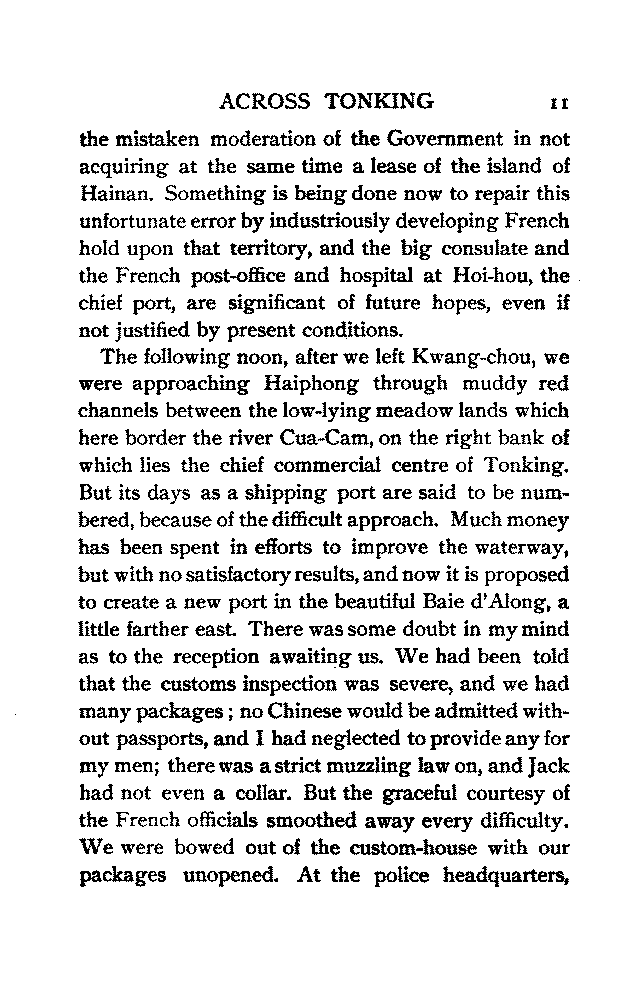 ACROSS TONKING 11
the mistaken moderation of the Government in not
acquiring at the same time a lease of the island of
Hainan. Something is being done now to repair this
unfortunate error by industriously developing French
hold upon that territory, and the big consulate and
the French post-office and hospital at Hoi-hou, the
chief port, are significant of future hopes, even if
not justified by present conditions.
The following noon, after we left Kwang-chou, we
were approaching Haiphong through muddy red
channels between the low-lying meadow lands which
here border the river Cua-Cam, on the right bank of
which lies the chief commercial centre of Tonking.
But its days as a shipping port are said to be num-
bered, because of the difficult approach. Much money
has been spent in efforts to improve the waterway,
but with no satisfactory results, and now it is proposed
to create a new port in the beautiful Baie d'Along, a
little farther east. There was some doubt in my mind
as to the reception awaiting us. We had been told
that the customs inspection was severe, and we had
many packages; no Chinese would be admitted with-
out passports, and I had neglected to provide any for
my men; there was a strict muzzling law on, and Jack
had not even a collar. But the graceful courtesy of
the French officials smoothed away every difficulty.
We were bowed out of the custom-house with our
packages unopened. At the police headquarters,